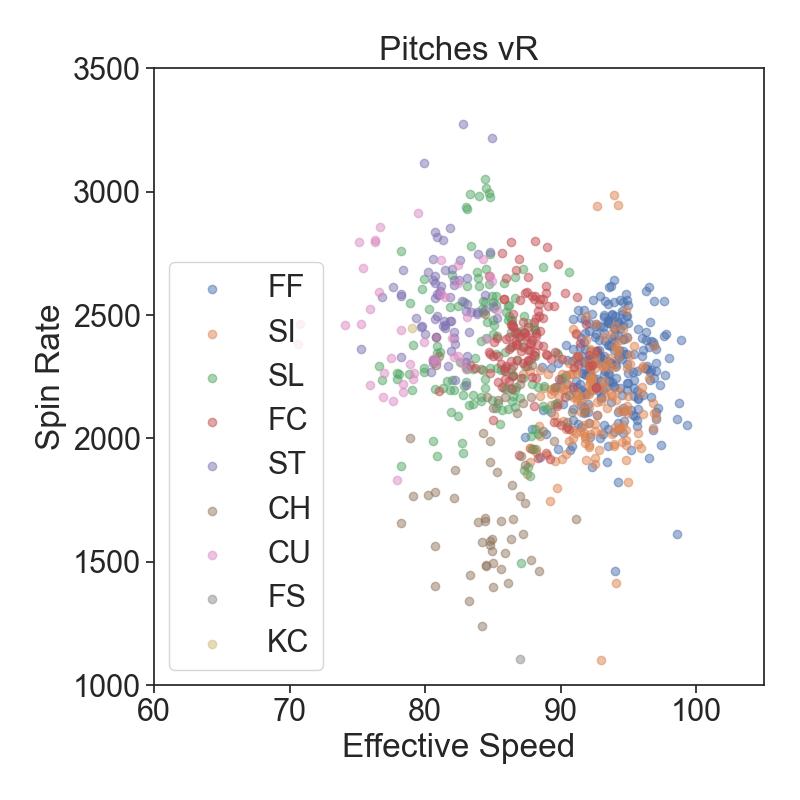 Pitches vR
3500
3000
2500
2000
1500
1000
Spin Rate
FF
SI
SL
FC
ST
CH
CU
FS
KC
60 70 80 90 100
Effective Speed